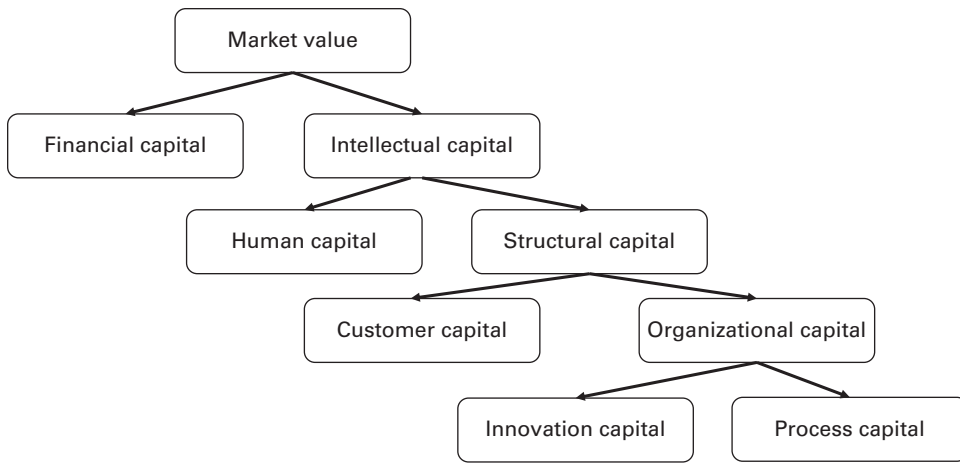 Market value
Financial capital
Intellectual capital
Human capital
Structural capital
Customer capital
Organizational capital
Innovation capital
Process capital